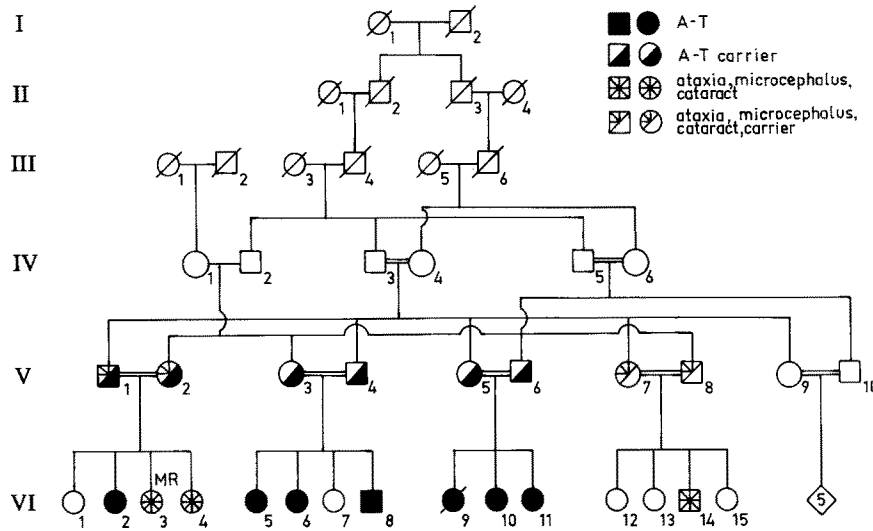 I
1 2
A-T
A-T carrier
ataxia, microcephalus,
cataract
ataxia, microcephalus,
cataract, carrier
II
1 2 3 4
III
1 2 3 4 5 6
IV
1 2 3 4 5 6
V
1 2 3 4 5 6 7 8 9 10
MR
5
VI
1 2 3 4 5 6 7 8 9 10 11 12 13 14 15